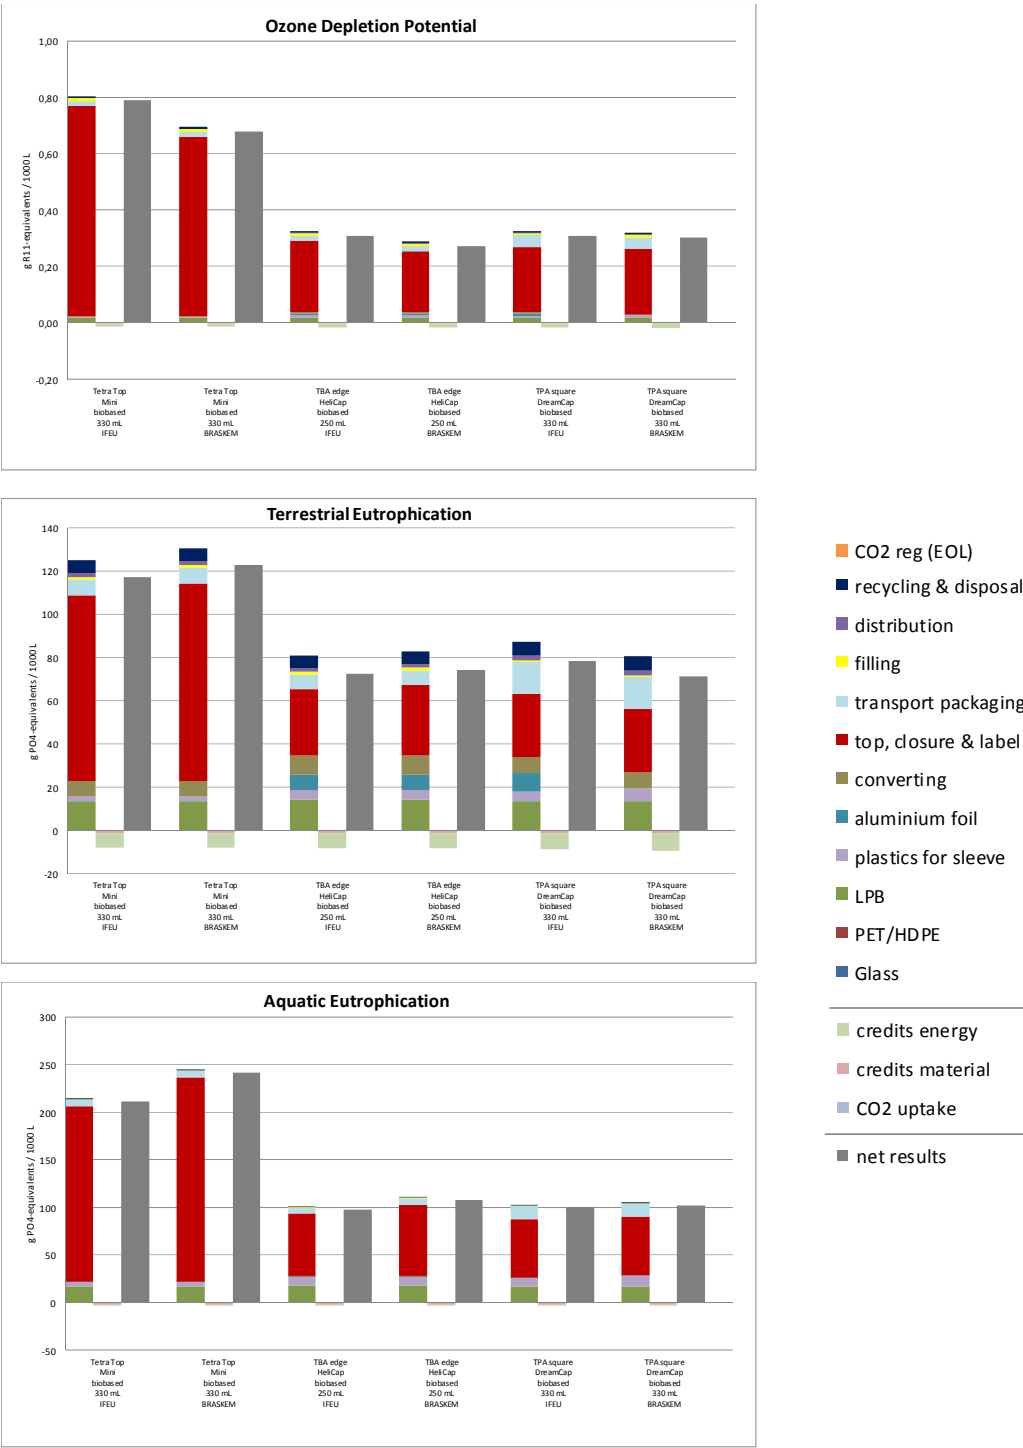 Ozone Depletion Potential
g R11-equivalents / 1000 L
1,00
0,80
0,60
0,40
0,20
0,00
-0,20
Tetra Top
Mini
biobased
330 mL
IFEU
Tetra Top
Mini
biobased
330 mL
BRASKEM
TBA edge
HeliCap
biobased
250 mL
IFEU
TBA edge
HeliCap
biobased
250 mL
BRASKEM
TPA square
DreamCap
biobased
330 mL
IFEU
TPA square
DreamCap
biobased
330 mL
BRASKEM
Terrestrial Eutrophication
g PO4-equivalents / 1000 L
140
120
100
80
60
40
20
0
-20
Tetra Top
Mini
biobased
330 mL
IFEU
Tetra Top
Mini
biobased
330 mL
BRASKEM
TBA edge
HeliCap
biobased
250 mL
IFEU
TBA edge
HeliCap
biobased
250 mL
BRASKEM
TPA square
DreamCap
biobased
330 mL
IFEU
TPA square
DreamCap
biobased
330 mL
BRASKEM
Aquatic Eutrophication
g PO4-equivalents / 1000 L
300
250
200
150
100
50
0
-50
Tetra Top
Mini
biobased
330 mL
IFEU
Tetra Top
Mini
biobased
330 mL
BRASKEM
TBA edge
HeliCap
biobased
250 mL
IFEU
TBA edge
HeliCap
biobased
250 mL
BRASKEM
TPA square
DreamCap
biobased
330 mL
IFEU
TPA square
DreamCap
biobased
330 mL
BRASKEM
CO2 reg (EOL)
recycling & disposal
distribution
filling
transport packaging
top, closure & label
converting
aluminium foil
plastics for sleeve
LPB
PET/HDPE
Glass
credits energy
credits material
CO2 uptake
net results